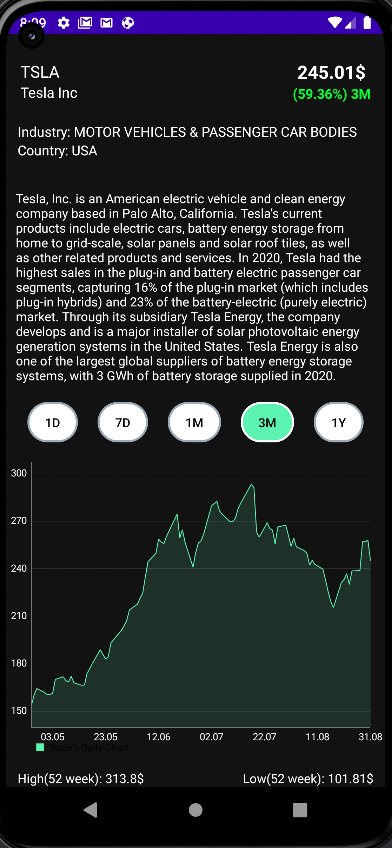 8:09
TSLA
245.01$
Tesla Inc
(59.36%) 3M
Industry: MOTOR VEHICLES & PASSENGER CAR BODIES
Country: USA
Tesla, Inc. is an American electric vehicle and clean energy
company based in Palo Alto, California. Tesla's current
products include electric cars, battery energy storage from
home to grid-scale, solar panels and solar roof tiles, as well
as other related products and services. In 2020, Tesla had the
highest sales in the plug-in and battery electric passenger car
segments, capturing 16% of the plug-in market (which includes
plug-in hybrids) and 23% of the battery-electric (purely electric)
market. Through its subsidiary Tesla Energy, the company
develops and is a major installer of solar photovoltaic energy
generation systems in the United States. Tesla Energy is also
one of the largest global suppliers of battery energy storage
systems, with 3 GWh of battery storage supplied in 2020.
1D 7D 1M 3M 1Y
300
270
240
210
180
150
03.05 23.05 12.06 02.07 22.07 11.08 31.08
Stock's Daily Chart
High(52 week): 313.8$ Low(52 week): 101.81$